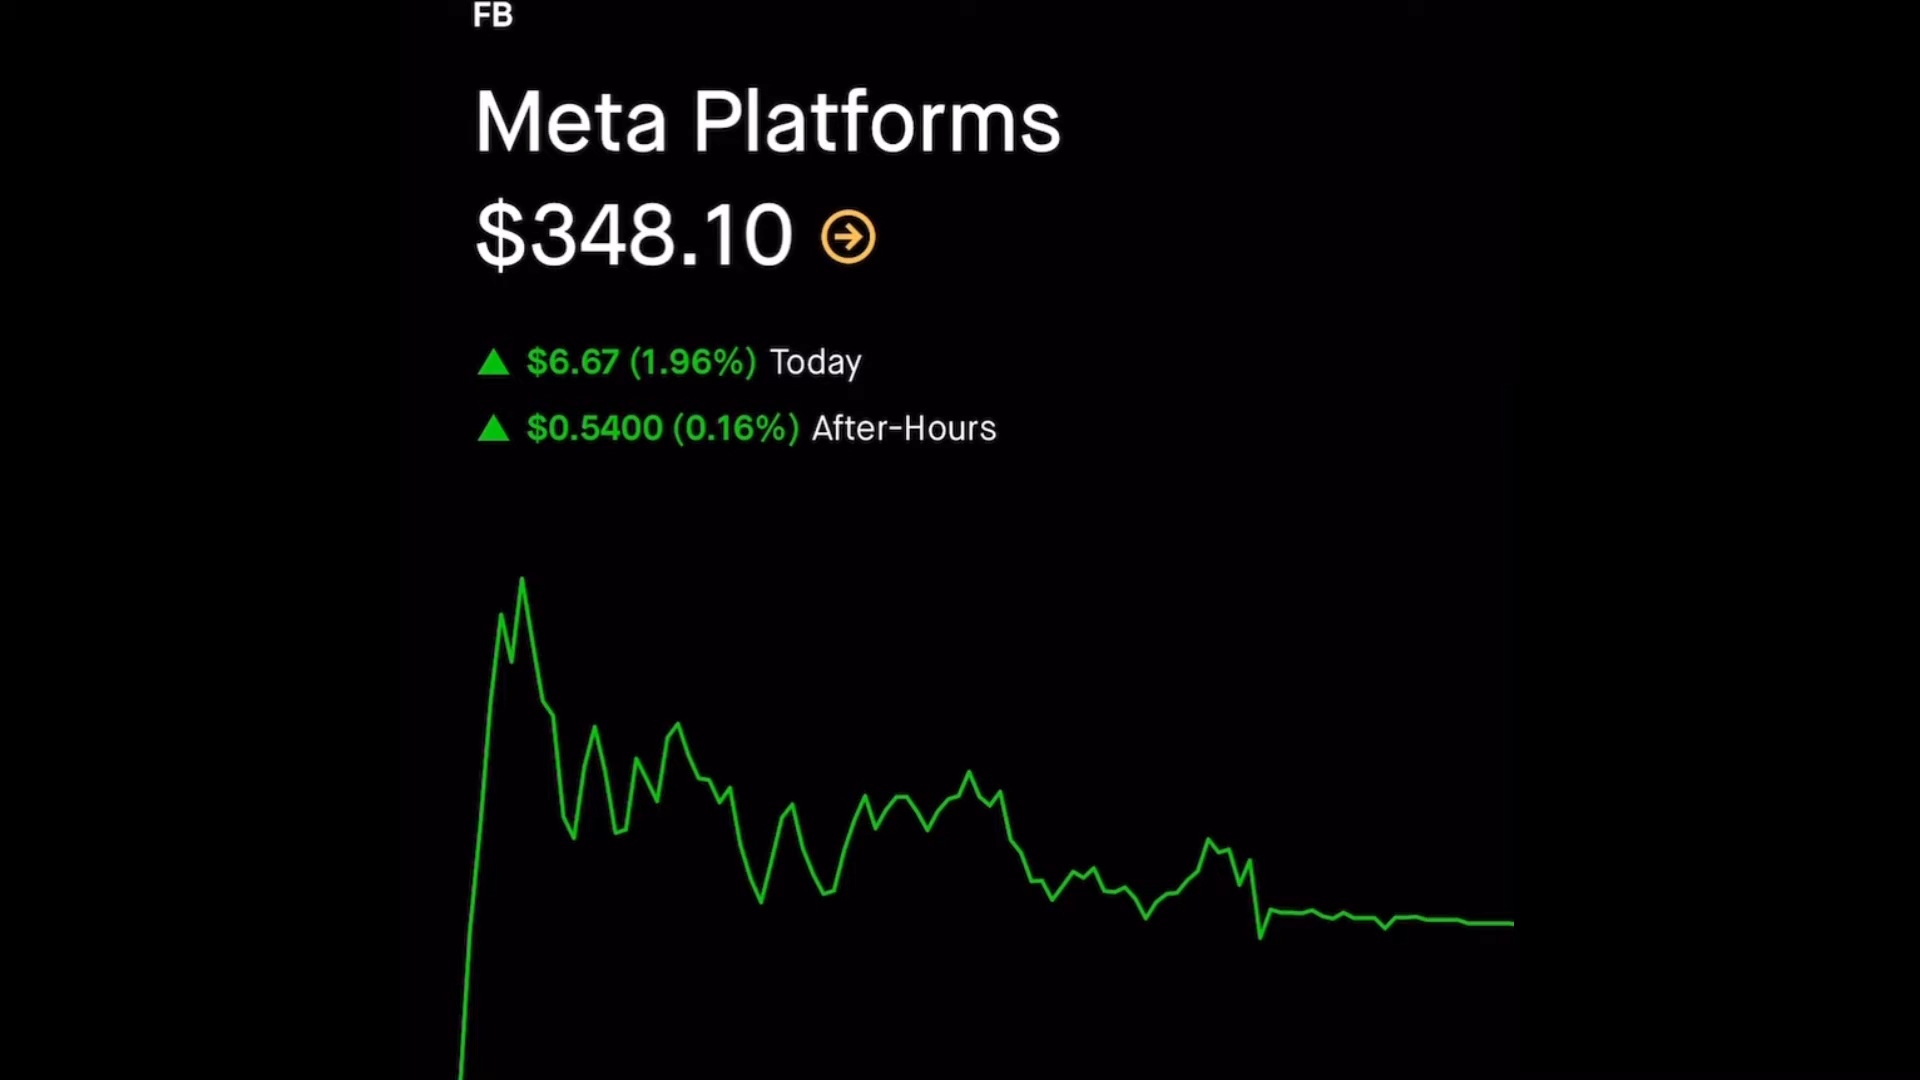 FB
Meta Platforms
$348.10
$6.67 (1.96%) Today
$0.5400 (0.16%) After-Hours